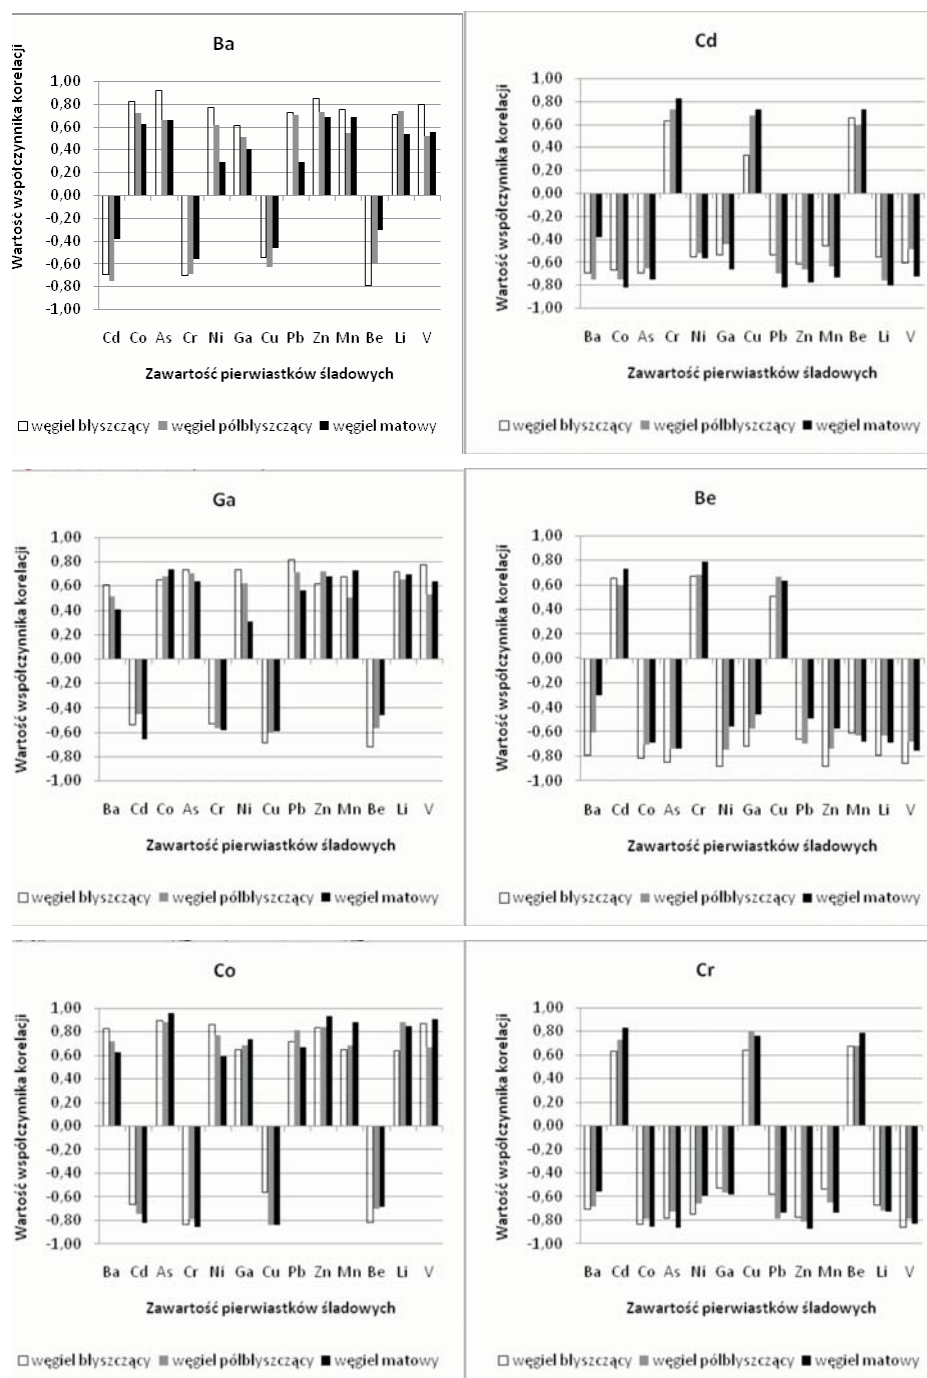 Ba
Wartość współczynnika korelacji
1,00
0,80
0,60
0,40
0,20
0,00
-0,20
-0,40
-0,60
-0,80
-1,00
Cd Co As Cr Ni Ga Cu Pb Zn Mn Be Li V
Zawartość pierwiastków śladowych
węgiel błyszczący węgiel półbłyszczący węgiel matowy
Cd
Wartość współczynnika korelacji
1,00
0,80
0,60
0,40
0,20
0,00
-0,20
-0,40
-0,60
-0,80
-1,00
Ba Co As Cr Ni Ga Cu Pb Zn Mn Be Li V
Zawartość pierwiastków śladowych
węgiel błyszczący węgiel półbłyszczący węgiel matowy
Ga
Wartość współczynnika korelacji
1,00
0,80
0,60
0,40
0,20
0,00
-0,20
-0,40
-0,60
-0,80
-1,00
Ba Cd Co As Cr Ni Cu Pb Zn Mn Be Li V
Zawartość pierwiastków śladowych
węgiel błyszczący węgiel półbłyszczący węgiel matowy
Be
Wartość współczynnika korelacji
1,00
0,80
0,60
0,40
0,20
0,00
-0,20
-0,40
-0,60
-0,80
-1,00
Ba Cd Co As Cr Ni Ga Cu Pb Zn Mn Li V
Zawartość pierwiastków śladowych
węgiel błyszczący węgiel półbłyszczący węgiel matowy
Co
Wartość współczynnika korelacji
1,00
0,80
0,60
0,40
0,20
0,00
-0,20
-0,40
-0,60
-0,80
-1,00
Ba Cd As Cr Ni Ga Cu Pb Zn Mn Be Li V
Zawartość pierwiastków śladowych
węgiel błyszczący węgiel półbłyszczący węgiel matowy
Cr
Wartość współczynnika korelacji
1,00
0,80
0,60
0,40
0,20
0,00
-0,20
-0,40
-0,60
-0,80
-1,00
Ba Cd Co As Ni Ga Cu Pb Zn Mn Be Li V
Zawartość pierwiastków śladowych
węgiel błyszczący węgiel półbłyszczący węgiel matowy